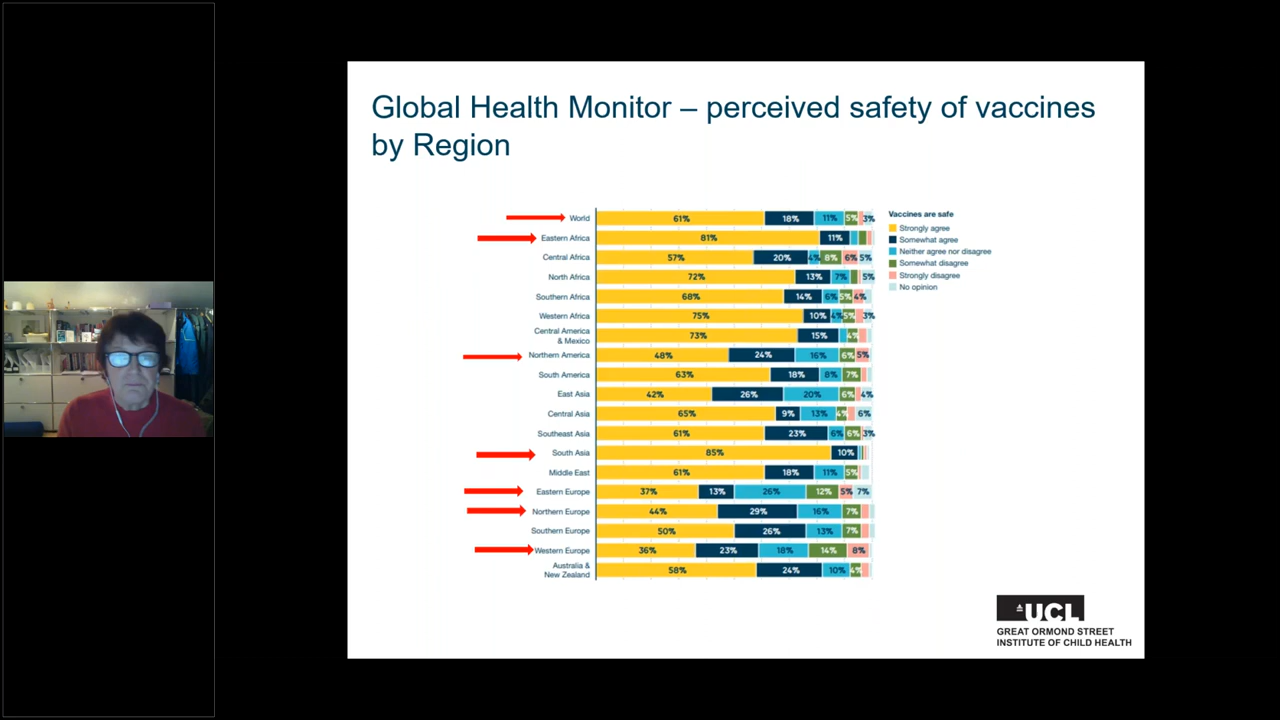 Global Health Monitor – perceived safety of vaccines
by Region
Vaccines are safe
Strongly agree
Somewhat agree
Neither agree nor disagree
Somewhat disagree
Strongly disagree
No opinion
World 61% 18% 11% 5% 3%
Eastern Africa 81% 11%
Central Africa 57% 20% 4% 8% 6% 5%
North Africa 72% 13% 7% 5%
Southern Africa 68% 14% 6% 5% 4%
Western Africa 75% 10% 4% 5% 3%
Central America
& Mexico 73% 15% 4%
Northern America 48% 24% 16% 6% 5%
South America 63% 18% 8% 7%
East Asia 42% 26% 20% 6% 4%
Central Asia 65% 9% 13% 4% 6%
Southeast Asia 61% 23% 6% 6% 3%
South Asia 85% 10%
Middle East 61% 18% 11% 5%
Eastern Europe 37% 13% 26% 12% 5% 7%
Northern Europe 44% 29% 16% 7%
Southern Europe 50% 26% 13% 7%
Western Europe 36% 23% 18% 14% 8%
Australia &
New Zealand 58% 24% 10% 4%
UCL
GREAT ORMOND STREET
INSTITUTE OF CHILD HEALTH